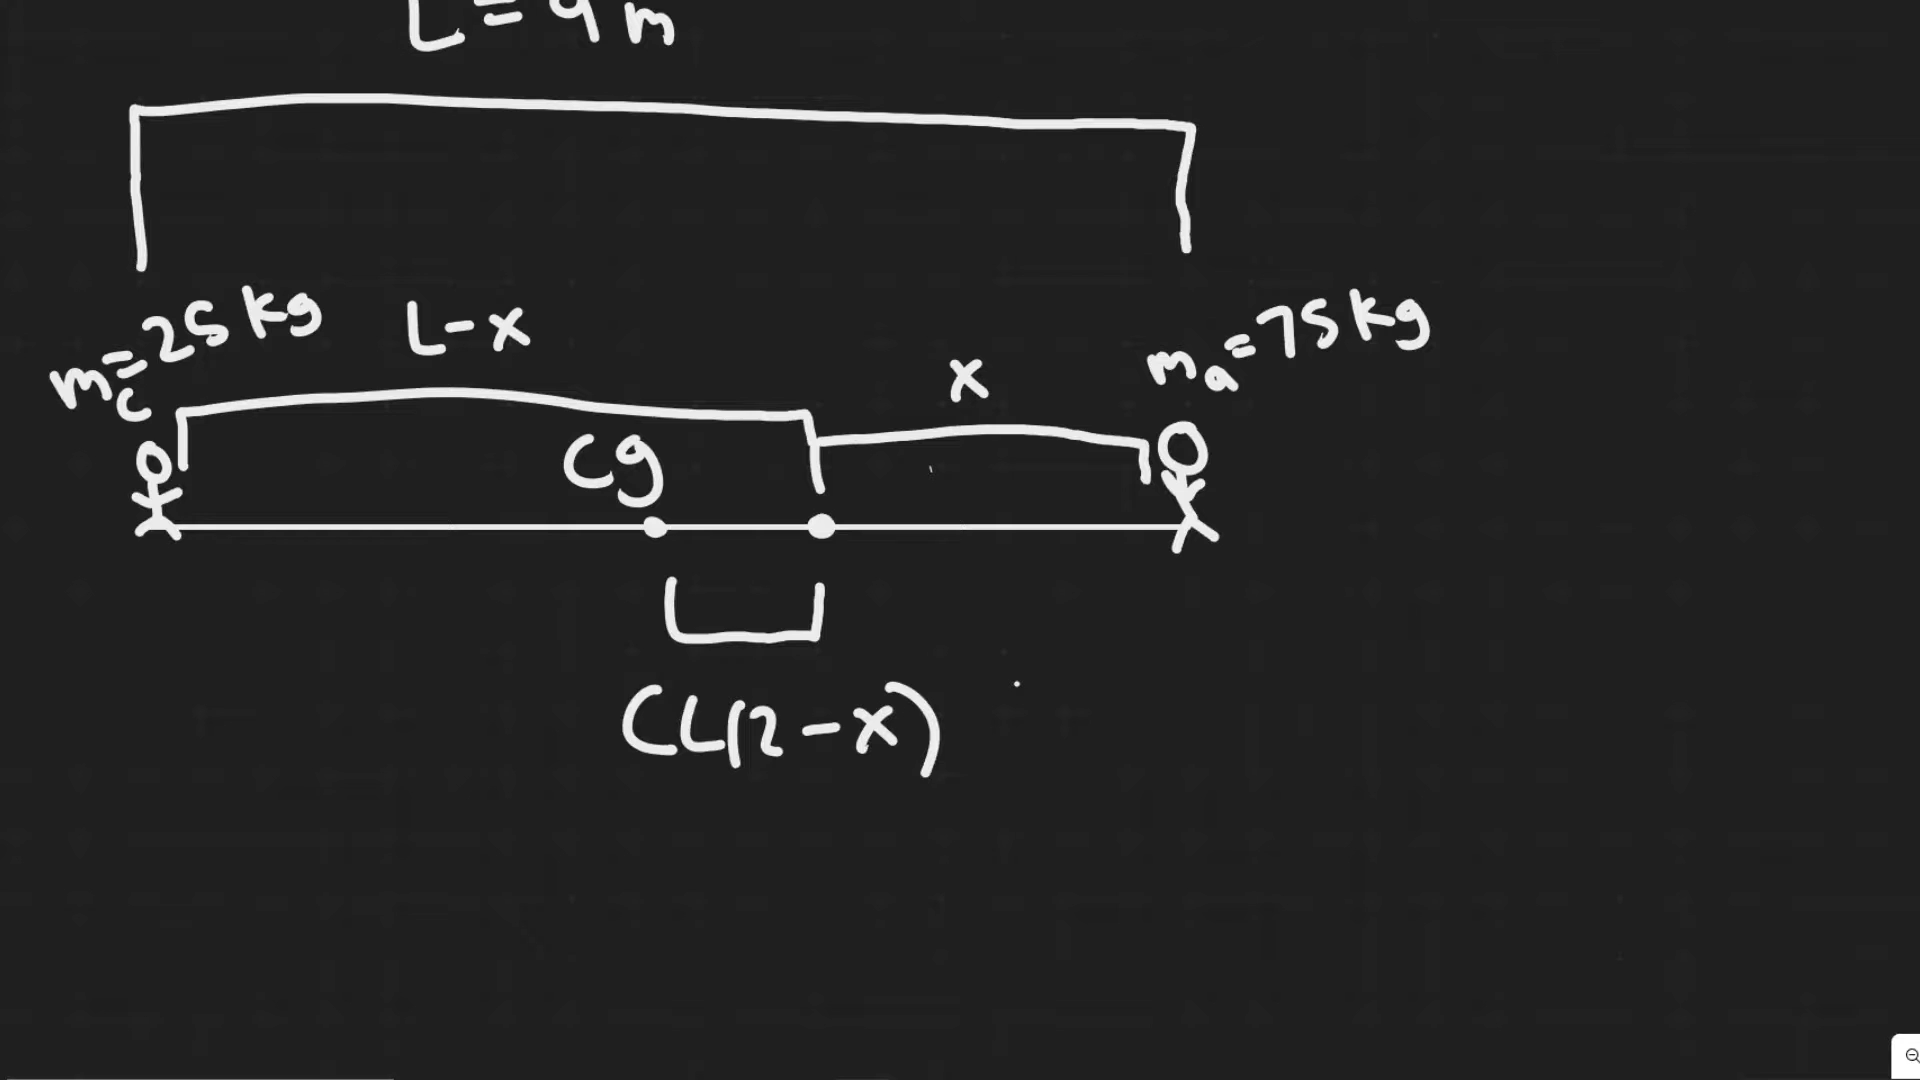 L = 9 m
m_c = 25 kg
L-x
x
m_a = 75 kg
Cg
(L/2-x)